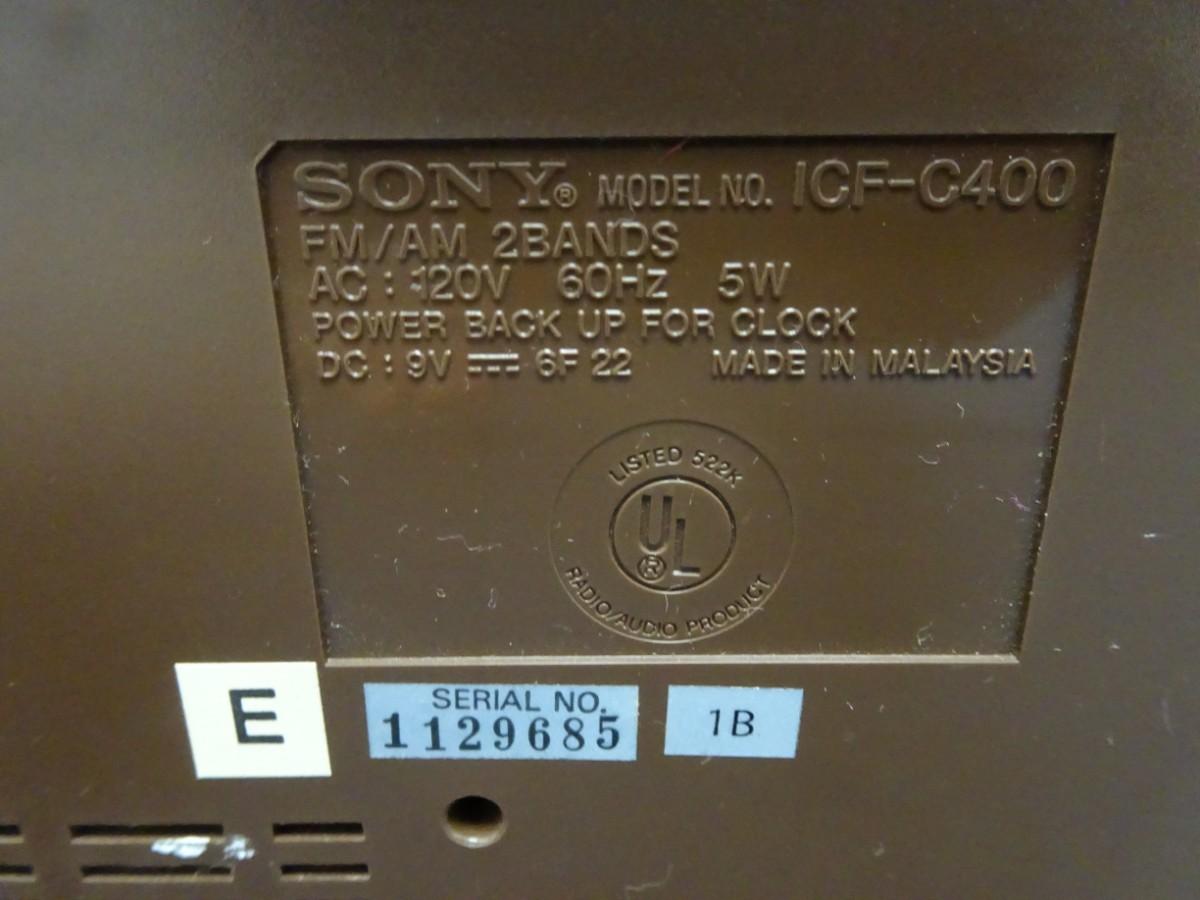 SONY® MODEL NO. ICF-C400
FM/AM 2BANDS
AC : 120V 60Hz 5W
POWER BACK UP FOR CLOCK
DC : 9V ⎓ 6F 22 MADE IN MALAYSIA
LISTED 522K
UL®
RADIO/AUDIO PRODUCT
E
SERIAL NO.
1129685
1B